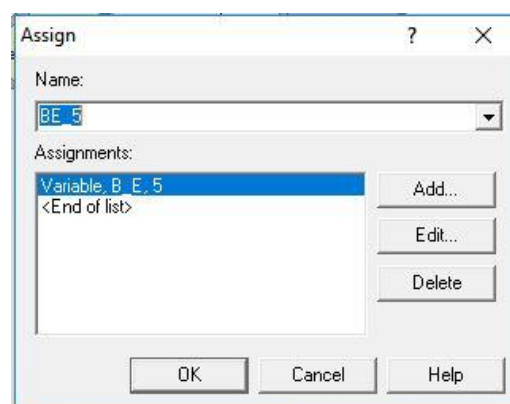 Assign ? X
Name:
BE_5
Assignments:
Variable, B_E, 5
<End of list>
Add...
Edit...
Delete
OK Cancel Help